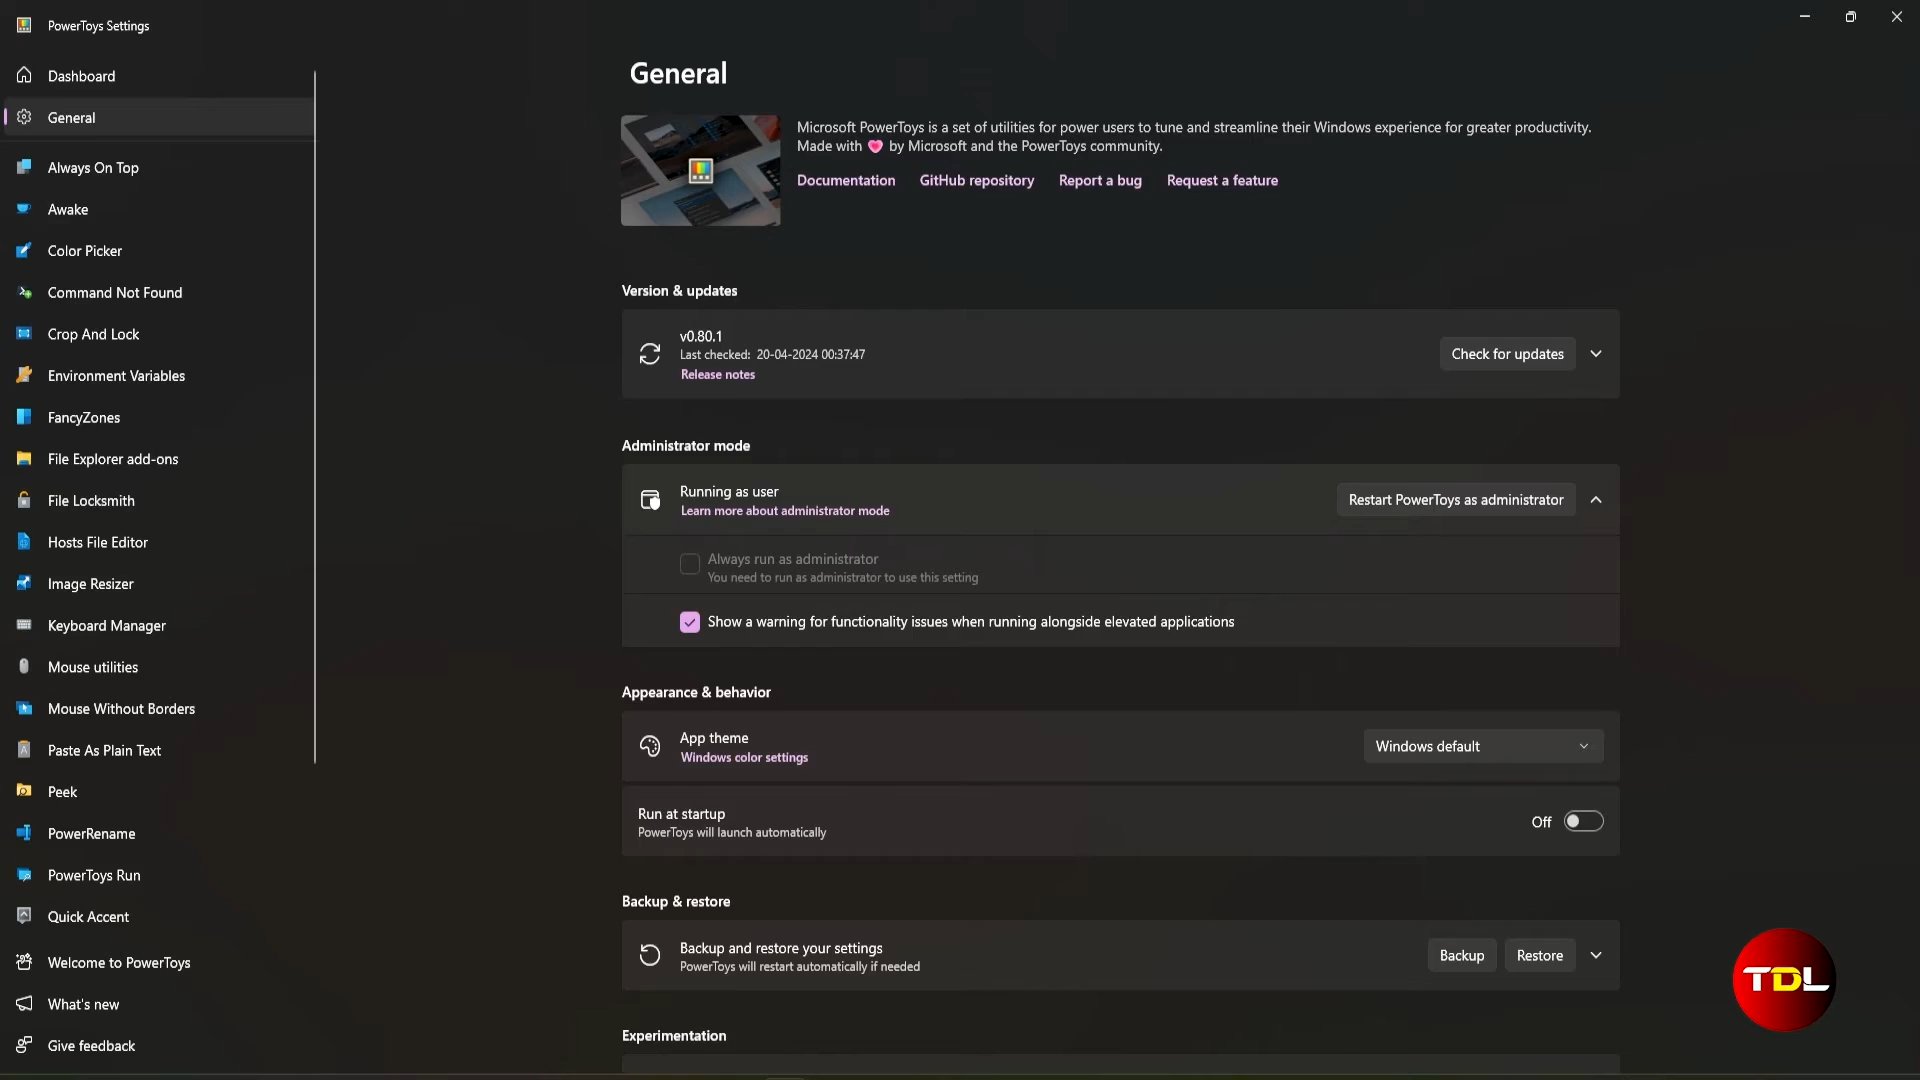 PowerToys Settings
Dashboard
General
Always On Top
Awake
Color Picker
Command Not Found
Crop And Lock
Environment Variables
FancyZones
File Explorer add-ons
File Locksmith
Hosts File Editor
Image Resizer
Keyboard Manager
Mouse utilities
Mouse Without Borders
Paste As Plain Text
Peek
PowerRename
PowerToys Run
Quick Accent
Welcome to PowerToys
What's new
Give feedback
General
Microsoft PowerToys is a set of utilities for power users to tune and streamline their Windows experience for greater productivity.
Made with 💗 by Microsoft and the PowerToys community.
Documentation GitHub repository Report a bug Request a feature
Version & updates
v0.80.1
Last checked: 20-04-2024 00:37:47
Release notes
Check for updates
Administrator mode
Running as user
Learn more about administrator mode
Restart PowerToys as administrator
Always run as administrator
You need to run as administrator to use this setting
Show a warning for functionality issues when running alongside elevated applications
Appearance & behavior
App theme
Windows color settings
Windows default
Run at startup
PowerToys will launch automatically
Off
Backup & restore
Backup and restore your settings
PowerToys will restart automatically if needed
Backup Restore
Experimentation
TDL